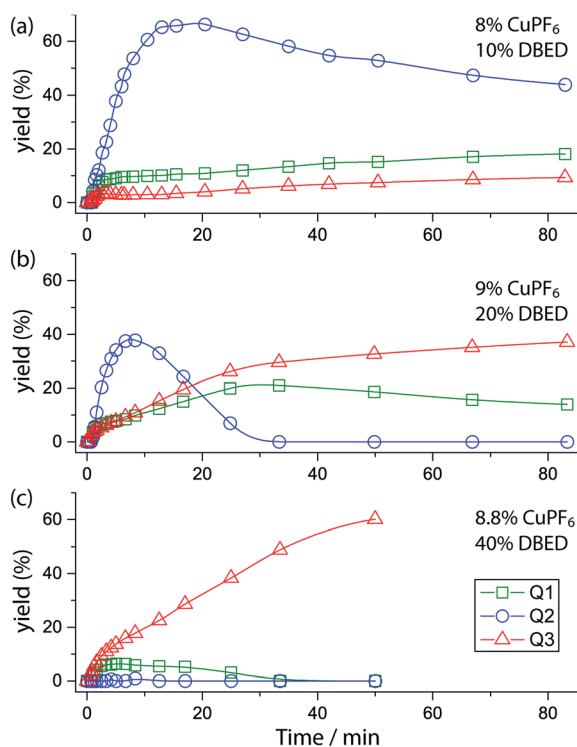 (a)
8% CuPF₆
10% DBED
yield (%)
60
40
20
0
0 20 40 60 80
(b)
9% CuPF₆
20% DBED
yield (%)
60
40
20
0
0 20 40 60 80
(c)
8.8% CuPF₆
40% DBED
yield (%)
60
40
20
0
Q1
Q2
Q3
0 20 40 60 80
Time / min